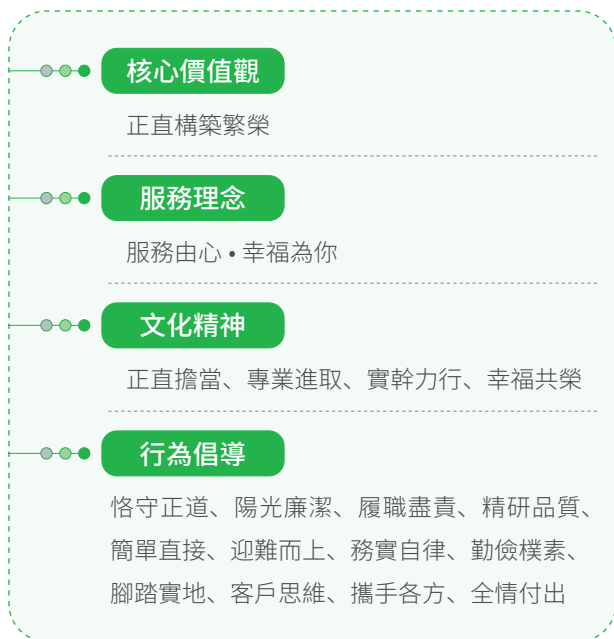 核心價值觀
正直構築繁榮
服務理念
服務由心 • 幸福為你
文化精神
正直擔當、專業進取、實幹力行、幸福共榮
行為倡導
恪守正道、陽光廉潔、履職盡責、精研品質、
簡單直接、迎難而上、務實自律、勤儉樸素、
腳踏實地、客戶思維、攜手各方、全情付出